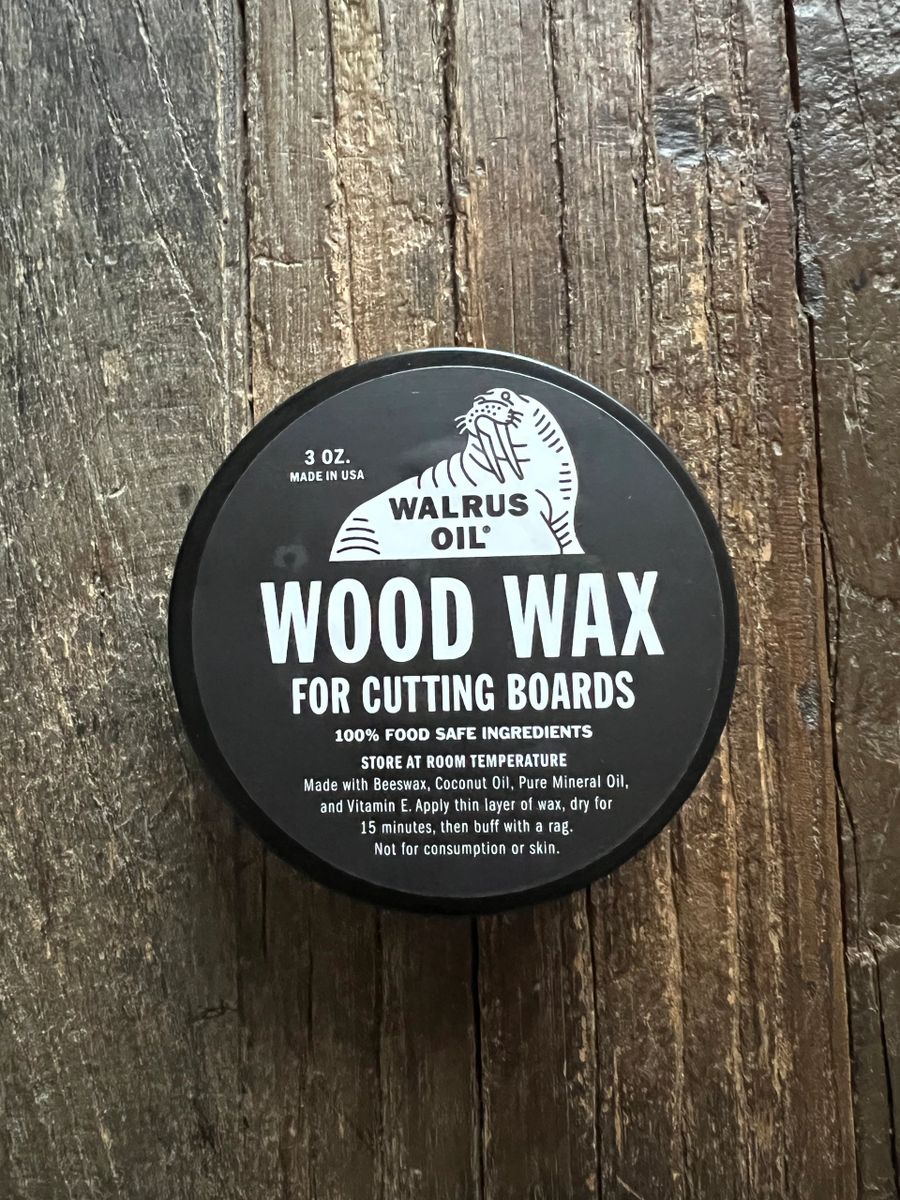 3 OZ.
MADE IN USA
WALRUS
OIL®
WOOD WAX
FOR CUTTING BOARDS
100% FOOD SAFE INGREDIENTS
STORE AT ROOM TEMPERATURE
Made with Beeswax, Coconut Oil, Pure Mineral Oil,
and Vitamin E. Apply thin layer of wax, dry for
15 minutes, then buff with a rag.
Not for consumption or skin.